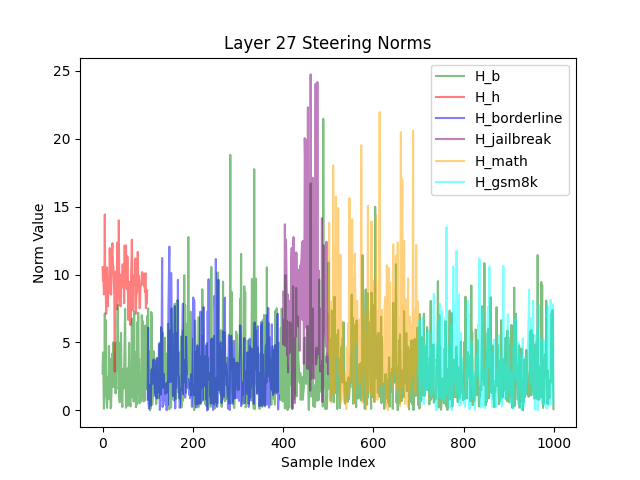 Layer 27 Steering Norms
Norm Value
25
20
15
10
5
0
H_b
H_h
H_borderline
H_jailbreak
H_math
H_gsm8k
0
200
400
600
800
1000
Sample Index